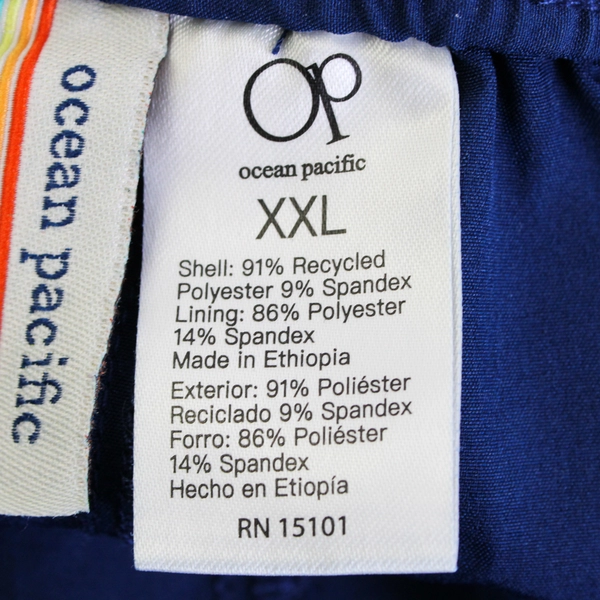 ocean pacific
Op
ocean pacific
XXL
Shell: 91% Recycled
Polyester 9% Spandex
Lining: 86% Polyester
14% Spandex
Made in Ethiopia
Exterior: 91% Poliéster
Reciclado 9% Spandex
Forro: 86% Poliéster
14% Spandex
Hecho en Etiopía
RN 15101